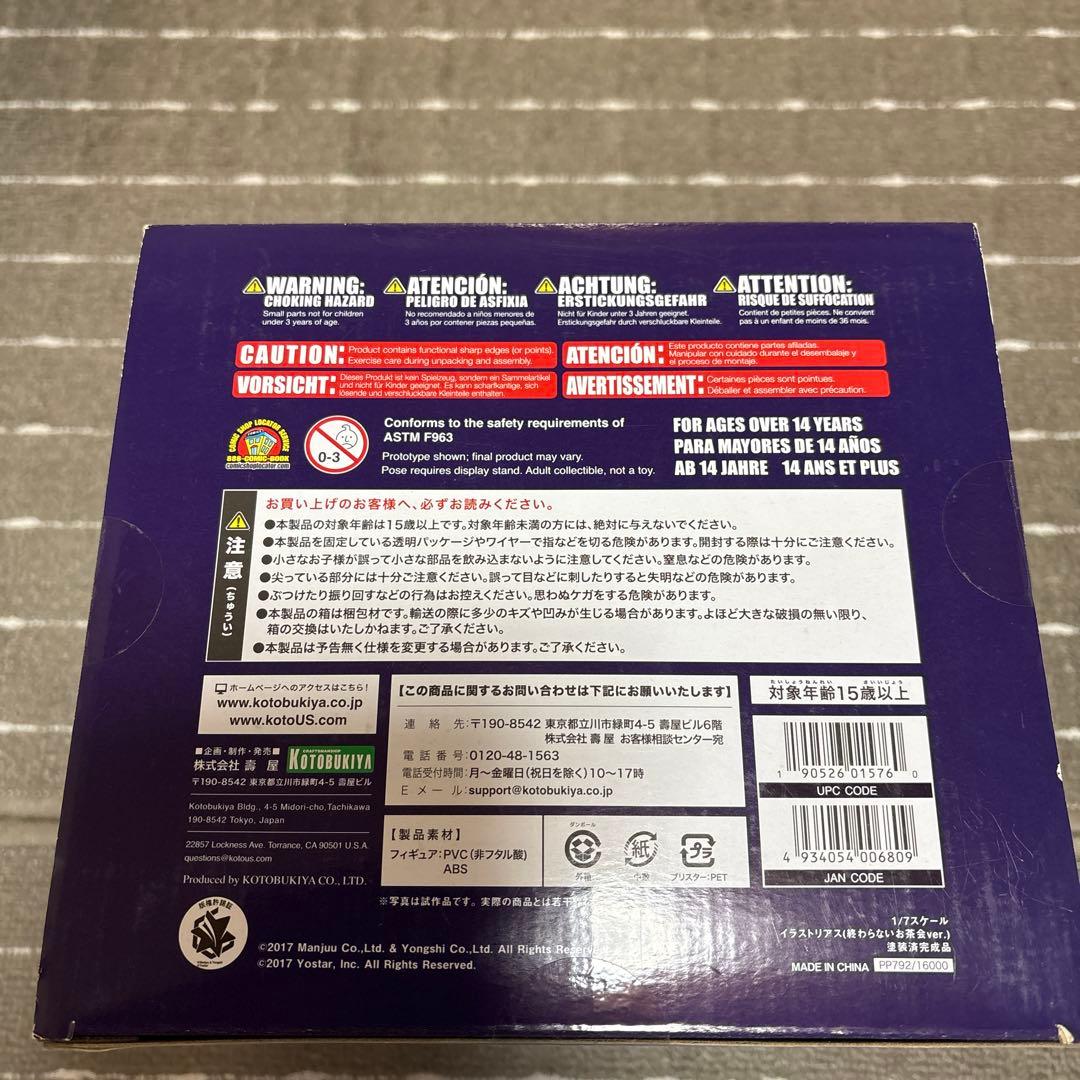 WARNING:
CHOKING HAZARD
Small parts not for children
under 3 years of age.
ATENCIÓN:
PELIGRO DE ASFIXIA
No recomendado a niños menores de
3 años por contener piezas pequeñas.
ACHTUNG:
ERSTICKUNGSGEFAHR
Nicht für Kinder unter 3 Jahren geeignet.
Erstickungsgefahr durch verschluckbare Kleinteile.
ATTENTION:
RISQUE DE SUFFOCATION
Contient de petites pièces. Ne convient
pas à un enfant de moins de 36 mois.
CAUTION: Product contains functional sharp edges (or points).
Exercise care during unpacking and assembly.
ATENCIÓN: Este producto contiene partes afiladas.
Manipular con cuidado durante el desembalaje y
el proceso de montaje.
VORSICHT: Dieses Produkt ist kein Spielzeug, sondern ein Sammelartikel
und nicht für Kinder geeignet. Es kann scharfkantige, sich
lösende und verschluckbare Kleinteile enthalten.
AVERTISSEMENT: Certaines pièces sont pointues.
Déballer et assembler avec précaution.
COMIC SHOP LOCATOR SERVICE
888-COMIC-BOOK
comicshoplocator.com
0-3
Conforms to the safety requirements of
ASTM F963
Prototype shown; final product may vary.
Pose requires display stand. Adult collectible, not a toy.
FOR AGES OVER 14 YEARS
PARA MAYORES DE 14 AÑOS
AB 14 JAHRE 14 ANS ET PLUS
注意(ちゅうい)
お買い上げのお客様へ、必ずお読みください。
●本製品の対象年齢は15歳以上です。対象年齢未満の方には、絶対に与えないでください。
●本製品を固定している透明パッケージやワイヤーで指などを切る危険があります。開封する際は十分にご注意ください。
●小さなお子様が誤って小さな部品を飲み込まないように注意してください。窒息などの危険があります。
●尖っている部分には十分ご注意ください。誤って目などに刺したりすると失明などの危険があります。
●ぶつけたり振り回すなどの行為はお控えください。思わぬケガをする危険があります。
●本製品の箱は梱包材です。輸送の際に多少のキズや凹みが生じる場合があります。よほど大きな破損の無い限り、
箱の交換はいたしかねます。ご了承ください。
●本製品は予告無く仕様を変更する場合があります。ご了承ください。
ホームページへのアクセスはこちら!
www.kotobukiya.co.jp
www.kotoUS.com
■企画・制作・発売■
株式会社 壽 屋
CRAFTSMANSHIP
KOTOBUKIYA
〒190-8542 東京都立川市緑町4-5 壽屋ビル
Kotobukiya Bldg., 4-5 Midori-cho,Tachikawa
190-8542 Tokyo, Japan
22857 Lockness Ave. Torrance, CA 90501 U.S.A.
questions@kotous.com
Produced by KOTOBUKIYA CO., LTD.
【この商品に関するお問い合わせは下記にお願いいたします】
連絡先:〒190-8542 東京都立川市緑町4-5 壽屋ビル6階
株式会社 壽屋 お客様相談センター宛
電話番号:0120-48-1563
電話受付時間:月~金曜日(祝日を除く)10~17時
Eメール:support@kotobukiya.co.jp
【製品素材】
フィギュア:PVC(非フタル酸)
ABS
ダンボール
外箱
紙
中敷
プラ
ブリスター:PET
たいしょうねんれい さいいじょう
対象年齢15歳以上
1 90526 01576 0
UPC CODE
4 934054 006809
JAN CODE
※写真は試作品です。実際の商品とは若干
版権許諾証
©2017 Manjuu Co.,Ltd. & Yongshi Co.,Ltd. All Rights Reserved.
©2017 Yostar, Inc. All Rights Reserved.
1/7スケール
イラストリアス(終わらないお茶会ver.)
塗装済完成品
MADE IN CHINA PP792/16000